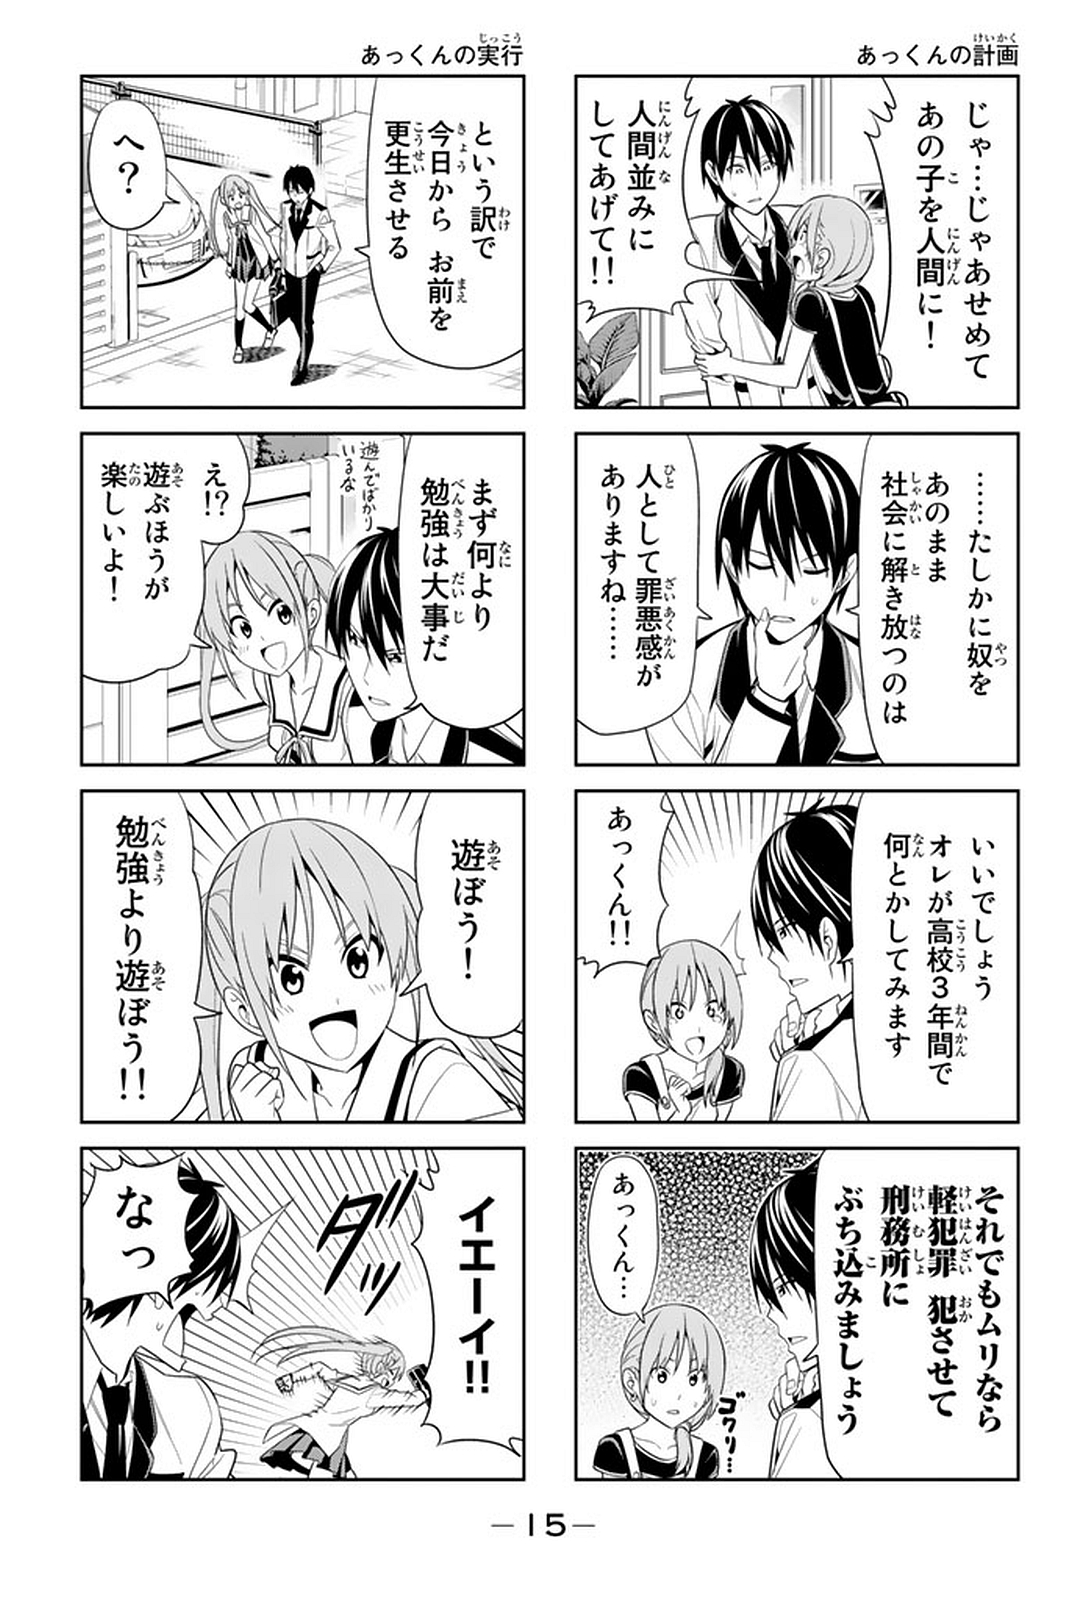 あっくんの計画
じゃ…じゃあせめて
あの子を人間に！
人間並みに
してあげて!!
……たしかに奴を
あのまま
社会に解き放つのは
人として罪悪感が
ありますね……
いいでしょう
オレが高校3年間で
何とかしてみます
あっくん!!
それでもムリなら
軽犯罪 犯させて
刑務所に
ぶち込みましょう
あっくん…
ゴクリ…
あっくんの実行
という訳で
今日から お前を
更生させる
へ？
まず何より
勉強は大事だ
遊んでばかり
いるな
え!?
遊ぶほうが
楽しいよ！
遊ぼう！
勉強より遊ぼう!!
イエーイ!!
ダッ
なっ
―15―